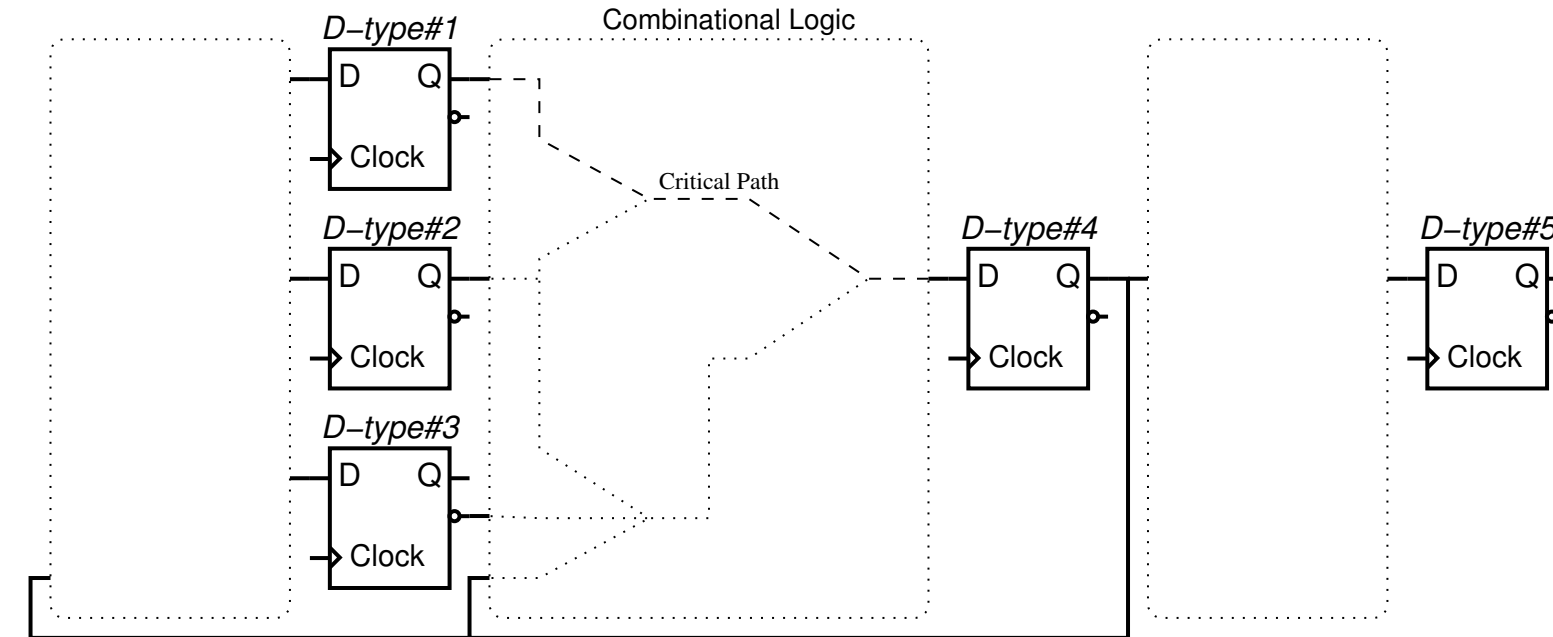 Combinational Logic
D−type#1
D Q
Clock
Critical Path
D−type#2
D Q
Clock
D−type#4
D Q
Clock
D−type#5
D Q
Clock
D−type#3
D Q
Clock